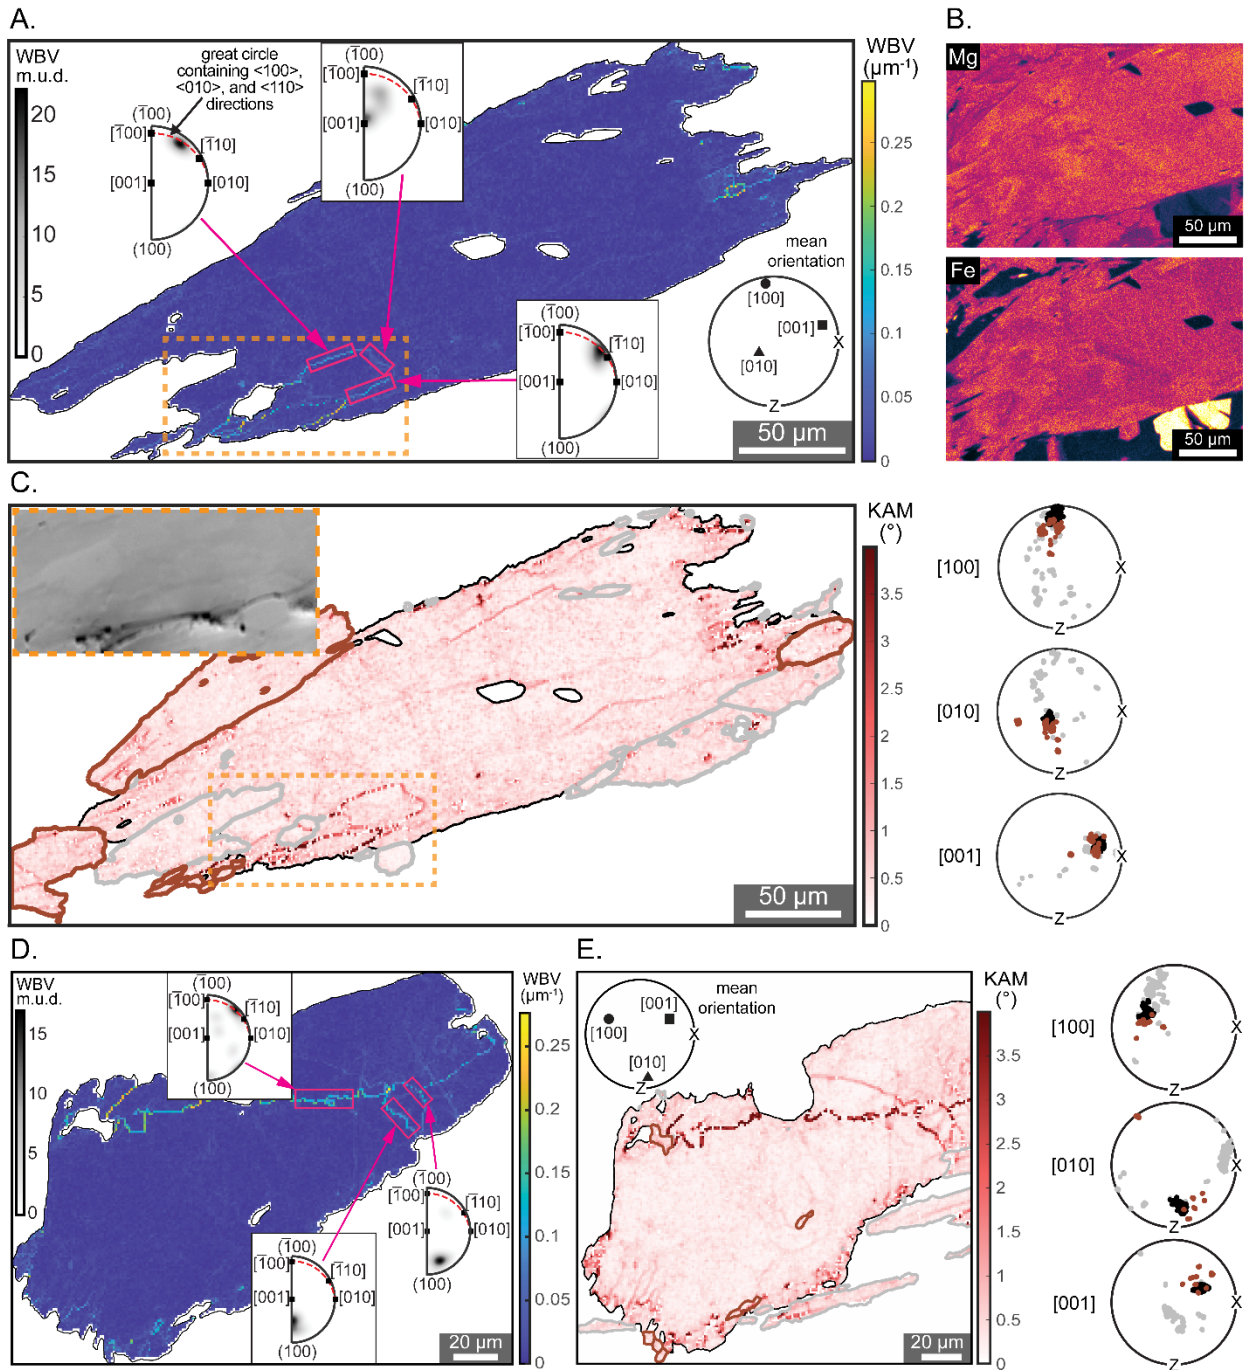 A.
WBV
m.u.d.
20
15
10
5
0
great circle
containing <100>,
<010>, and <110>
directions
(1̅00)
[1̅00]
[1̅10]
[001]
[010]
(100)
(1̅00)
[1̅00]
[1̅10]
[001]
[010]
(100)
(1̅00)
[1̅00]
[1̅10]
[001]
[010]
(100)
mean
orientation
[100]
[001]
X
[010]
Z
50 µm
WBV
(µm⁻¹)
0.25
0.2
0.15
0.1
0.05
0
B.
Mg
50 µm
Fe
50 µm
C.
50 µm
KAM
(°)
3.5
3
2.5
2
1.5
1
0.5
0
[100]
X
Z
[010]
X
Z
[001]
X
Z
D.
WBV
m.u.d.
15
10
5
0
(1̅00)
[1̅00]
[1̅10]
[001]
[010]
(100)
(1̅00)
[1̅00]
[1̅10]
[001]
[010]
(100)
(1̅00)
[1̅00]
[1̅10]
[001]
[010]
(100)
20 µm
WBV
(µm⁻¹)
0.25
0.2
0.15
0.1
0.05
0
E.
mean
orientation
[001]
[100]
X
[010]
Z
20 µm
KAM
(°)
3.5
3
2.5
2
1.5
1
0.5
0
[100]
X
Z
[010]
X
Z
[001]
X
Z